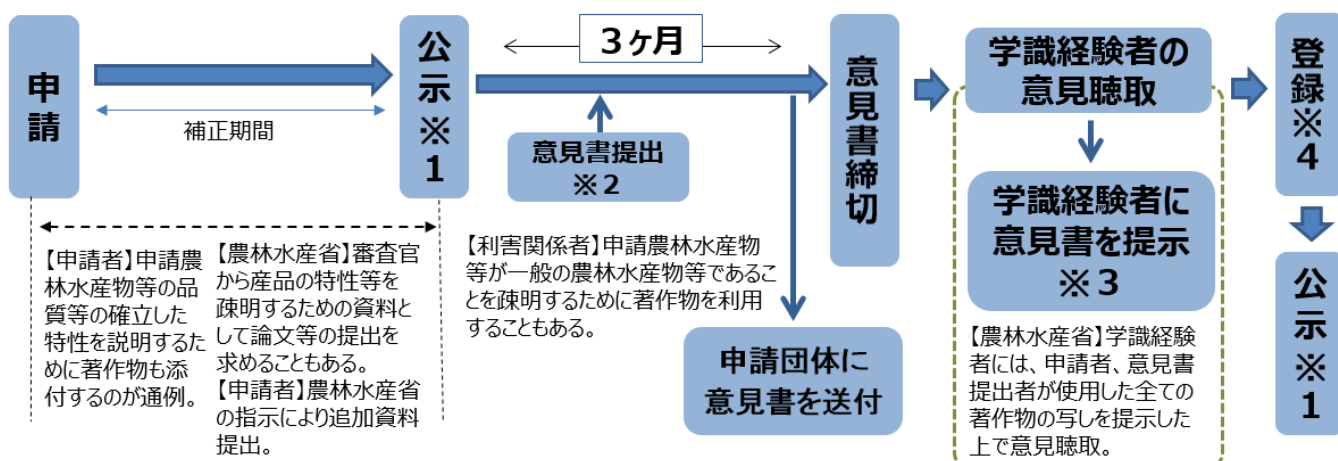 申請
補正期間
公示※1
3ヶ月
意見書提出
※2
意見書締切
学識経験者の
意見聴取
学識経験者に
意見書を提示
※3
登録※4
公示※1
【申請者】申請農
林水産物等の品
質等の確立した
特性を説明するた
めに著作物も添
付するのが通例。
【農林水産省】審査官
から産品の特性等を
疎明するための資料と
して論文等の提出を
求めることもある。
【申請者】農林水産省
の指示により追加資料
提出。
【利害関係者】申請農林水産物
等が一般の農林水産物等であるこ
とを疎明するために著作物を利用
することもある。
申請団体に
意見書を送付
【農林水産省】学識経験
者には、申請者、意見書
提出者が使用した全ての
著作物の写しを提示した
上で意見聴取。